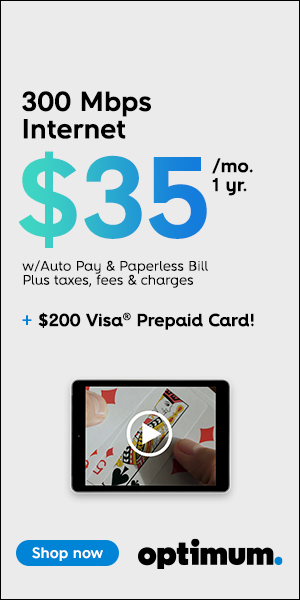 300 Mbps
Internet
$35 /mo.
1 yr.
w/Auto Pay & Paperless Bill
Plus taxes, fees & charges
+ $200 Visa® Prepaid Card!
5
Shop now
optimum.